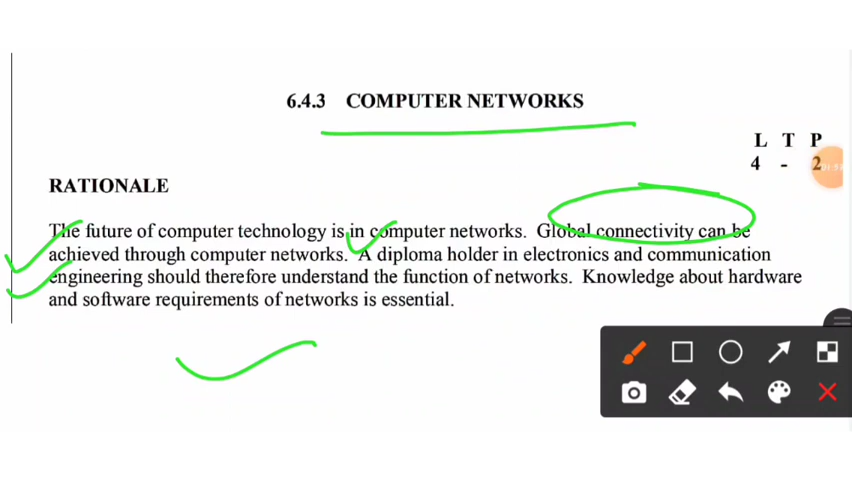 6.4.3 COMPUTER NETWORKS
L T P
4 - 2
RATIONALE
The future of computer technology is in computer networks. Global connectivity can be
achieved through computer networks. A diploma holder in electronics and communication
engineering should therefore understand the function of networks. Knowledge about hardware
and software requirements of networks is essential.